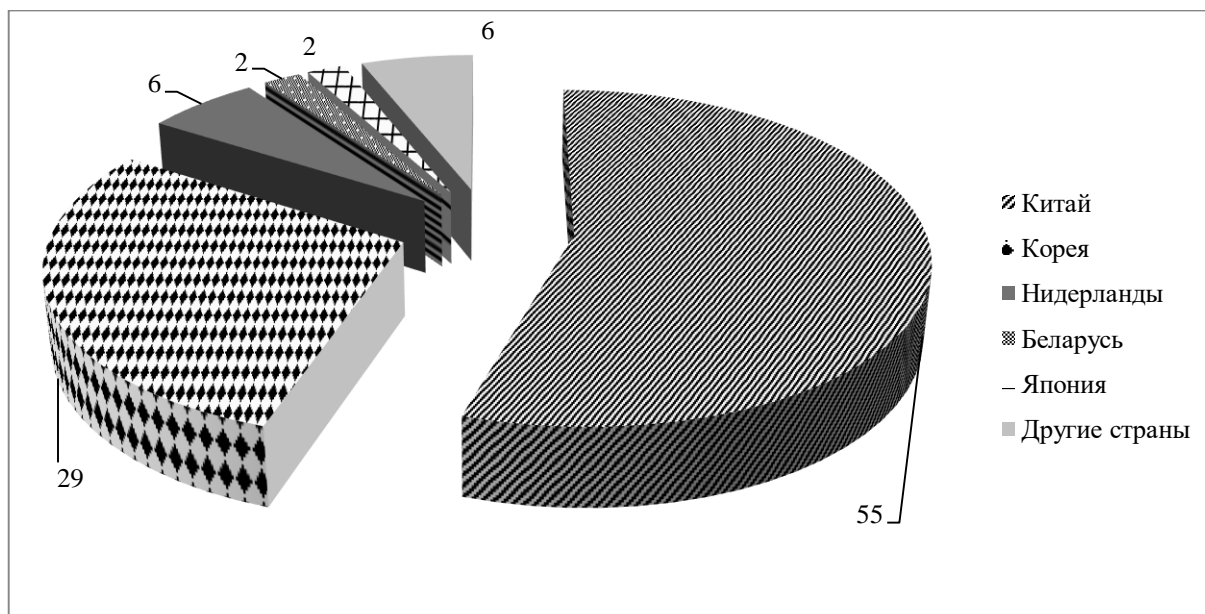 6
2
2
6
29
55
Китай
Корея
Нидерланды
Беларусь
Япония
Другие страны